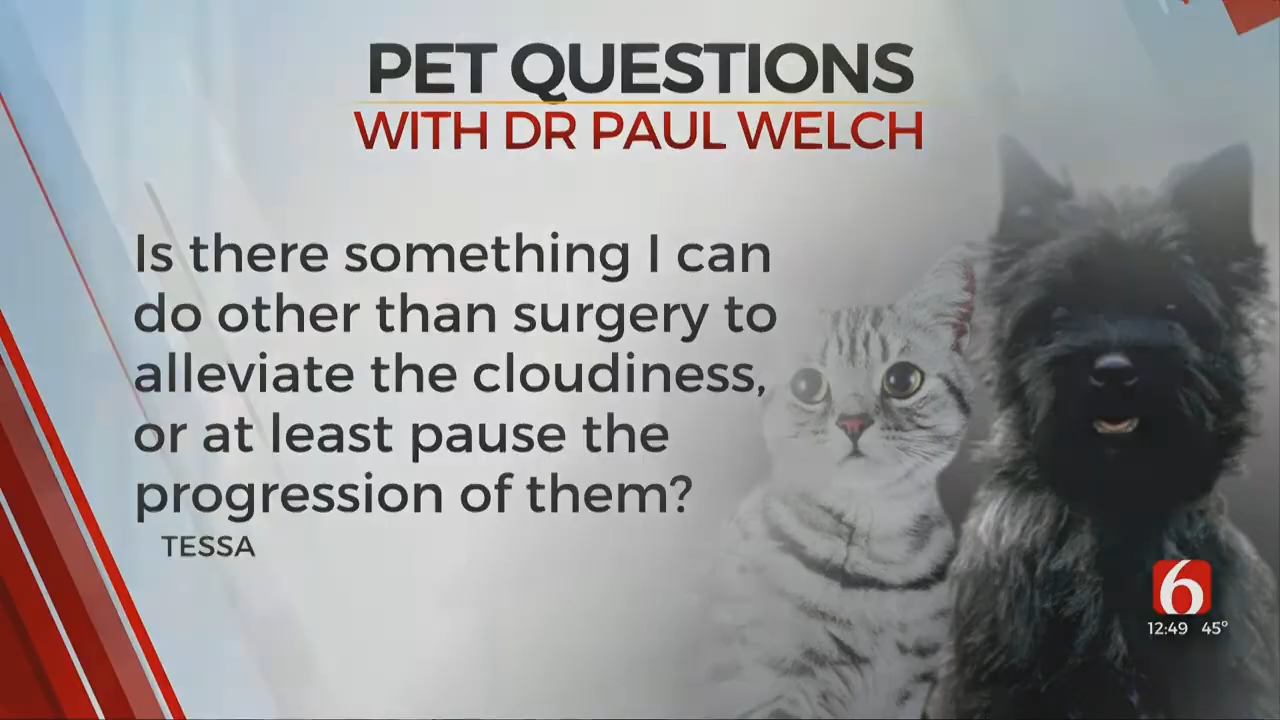 PET QUESTIONS
WITH DR PAUL WELCH
Is there something I can
do other than surgery to
alleviate the cloudiness,
or at least pause the
progression of them?
TESSA
6
12:49 45°